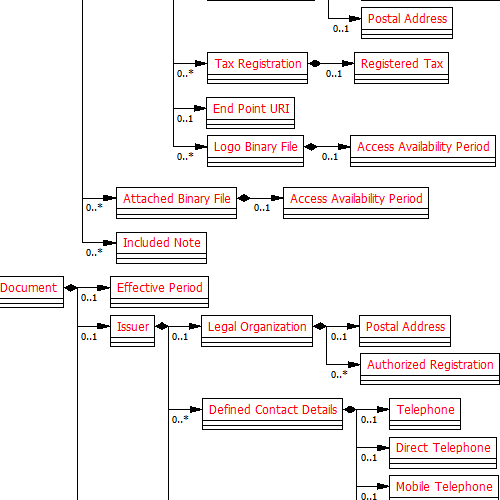 Postal Address
0..1
Tax Registration
Registered Tax
0..*
0..1
End Point URI
0..1
Logo Binary File
Access Availability Period
0..*
0..1
Attached Binary File
Access Availability Period
0..*
0..1
Included Note
0..*
Document
Effective Period
0..1
Issuer
Legal Organization
Postal Address
0..1
0..1
0..1
Authorized Registration
0..*
Defined Contact Details
Telephone
0..*
0..1
Direct Telephone
0..1
Mobile Telephone
0..1